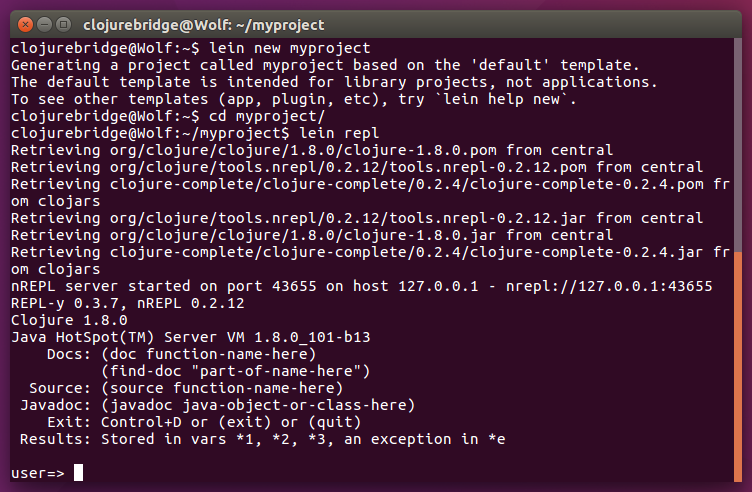 clojurebridge@Wolf: ~/myproject
clojurebridge@Wolf:~$ lein new myproject
Generating a project called myproject based on the 'default' template.
The default template is intended for library projects, not applications.
To see other templates (app, plugin, etc), try `lein help new`.
clojurebridge@Wolf:~$ cd myproject/
clojurebridge@Wolf:~/myproject$ lein repl
Retrieving org/clojure/clojure/1.8.0/clojure-1.8.0.pom from central
Retrieving org/clojure/tools.nrepl/0.2.12/tools.nrepl-0.2.12.pom from central
Retrieving clojure-complete/clojure-complete/0.2.4/clojure-complete-0.2.4.pom fr
om clojars
Retrieving org/clojure/tools.nrepl/0.2.12/tools.nrepl-0.2.12.jar from central
Retrieving org/clojure/clojure/1.8.0/clojure-1.8.0.jar from central
Retrieving clojure-complete/clojure-complete/0.2.4/clojure-complete-0.2.4.jar fr
om clojars
nREPL server started on port 43655 on host 127.0.0.1 - nrepl://127.0.0.1:43655
REPL-y 0.3.7, nREPL 0.2.12
Clojure 1.8.0
Java HotSpot(TM) Server VM 1.8.0_101-b13
    Docs: (doc function-name-here)
          (find-doc "part-of-name-here")
  Source: (source function-name-here)
 Javadoc: (javadoc java-object-or-class-here)
    Exit: Control+D or (exit) or (quit)
 Results: Stored in vars *1, *2, *3, an exception in *e
user=>